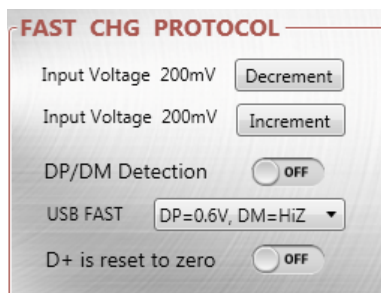 FAST CHG PROTOCOL
Input Voltage 200mV Decrement
Input Voltage 200mV Increment
DP/DM Detection OFF
USB FAST DP=0.6V, DM=HiZ
D+ is reset to zero OFF